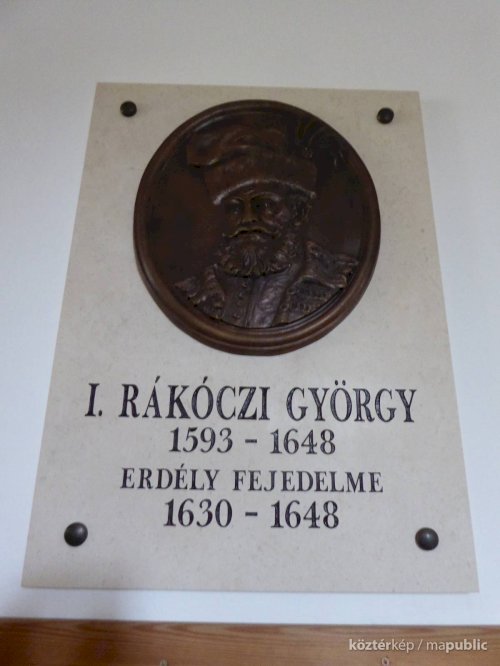 I. RÁKÓCZI GYÖRGY
1593 - 1648
ERDÉLY FEJEDELME
1630 - 1648
köztérkép / mapublic